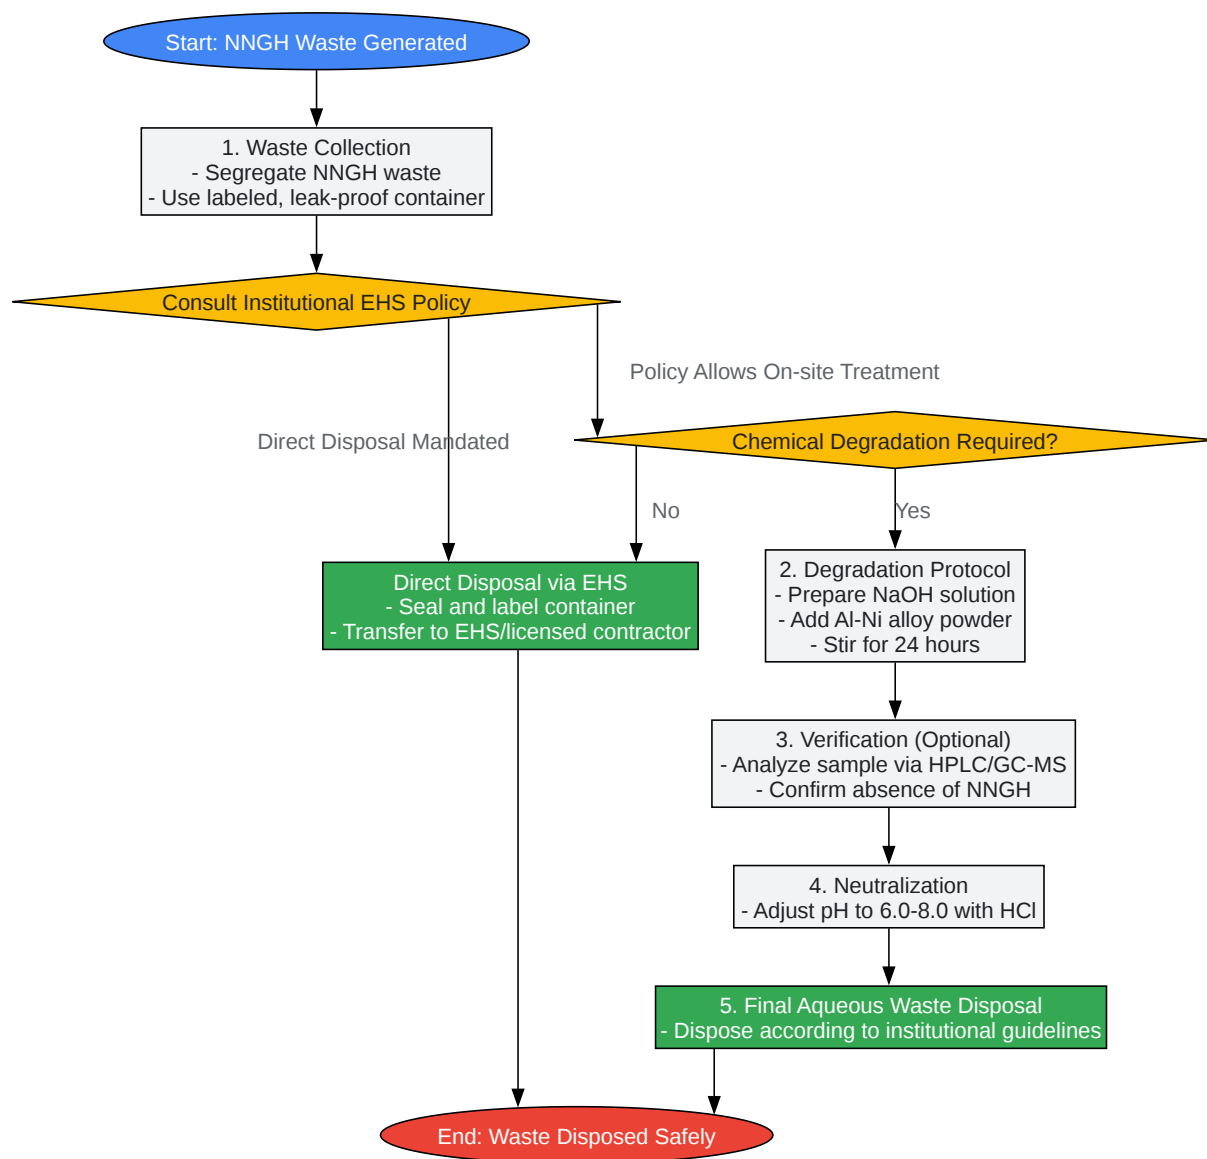 Start: NNGH Waste Generated
1. Waste Collection
- Segregate NNGH waste
- Use labeled, leak-proof container
Consult Institutional EHS Policy
Policy Allows On-site Treatment
Direct Disposal Mandated
Chemical Degradation Required?
No
Yes
Direct Disposal via EHS
- Seal and label container
- Transfer to EHS/licensed contractor
2. Degradation Protocol
- Prepare NaOH solution
- Add Al-Ni alloy powder
- Stir for 24 hours
3. Verification (Optional)
- Analyze sample via HPLC/GC-MS
- Confirm absence of NNGH
4. Neutralization
- Adjust pH to 6.0-8.0 with HCl
5. Final Aqueous Waste Disposal
- Dispose according to institutional guidelines
End: Waste Disposed Safely